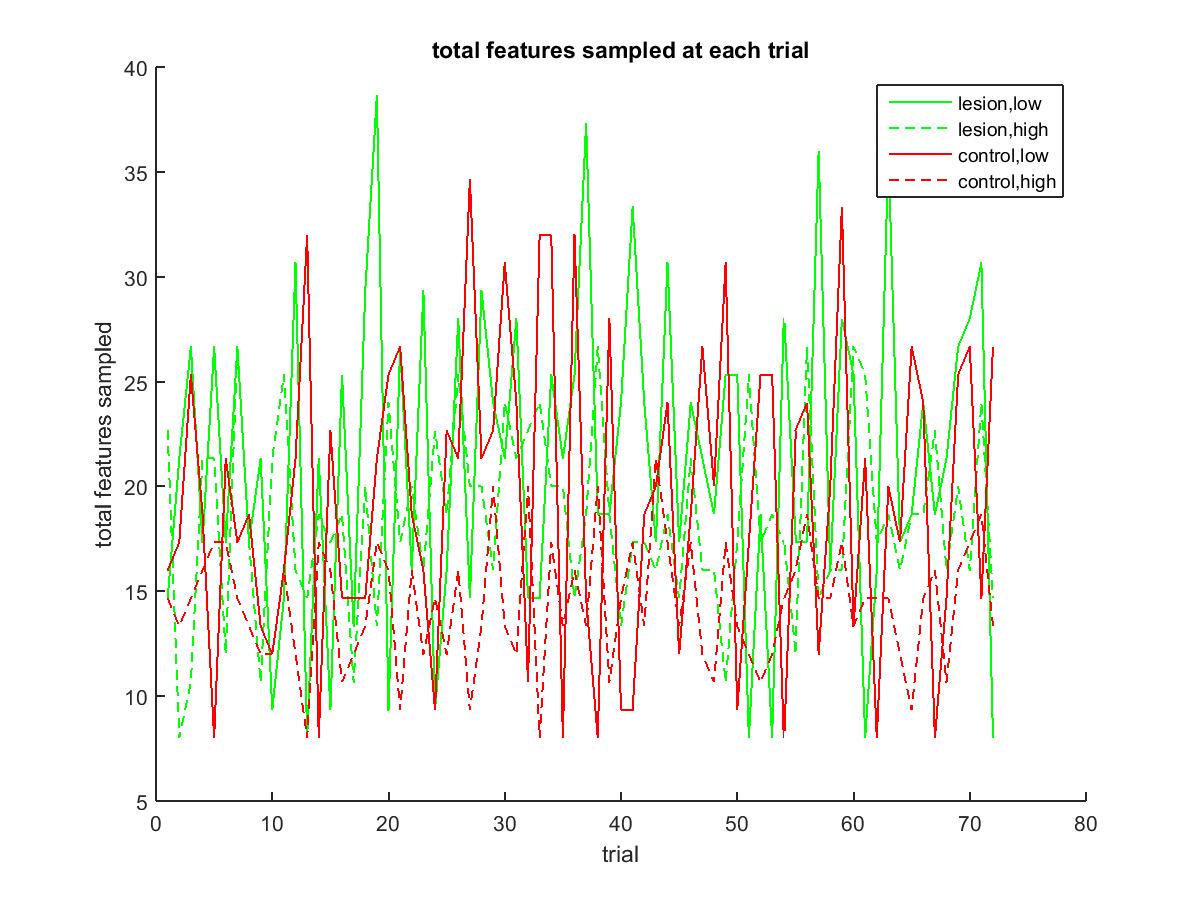 total features sampled at each trial
lesion,low
lesion,high
control,low
control,high
total features sampled
40
35
30
25
20
15
10
5
0 10 20 30 40 50 60 70 80
trial